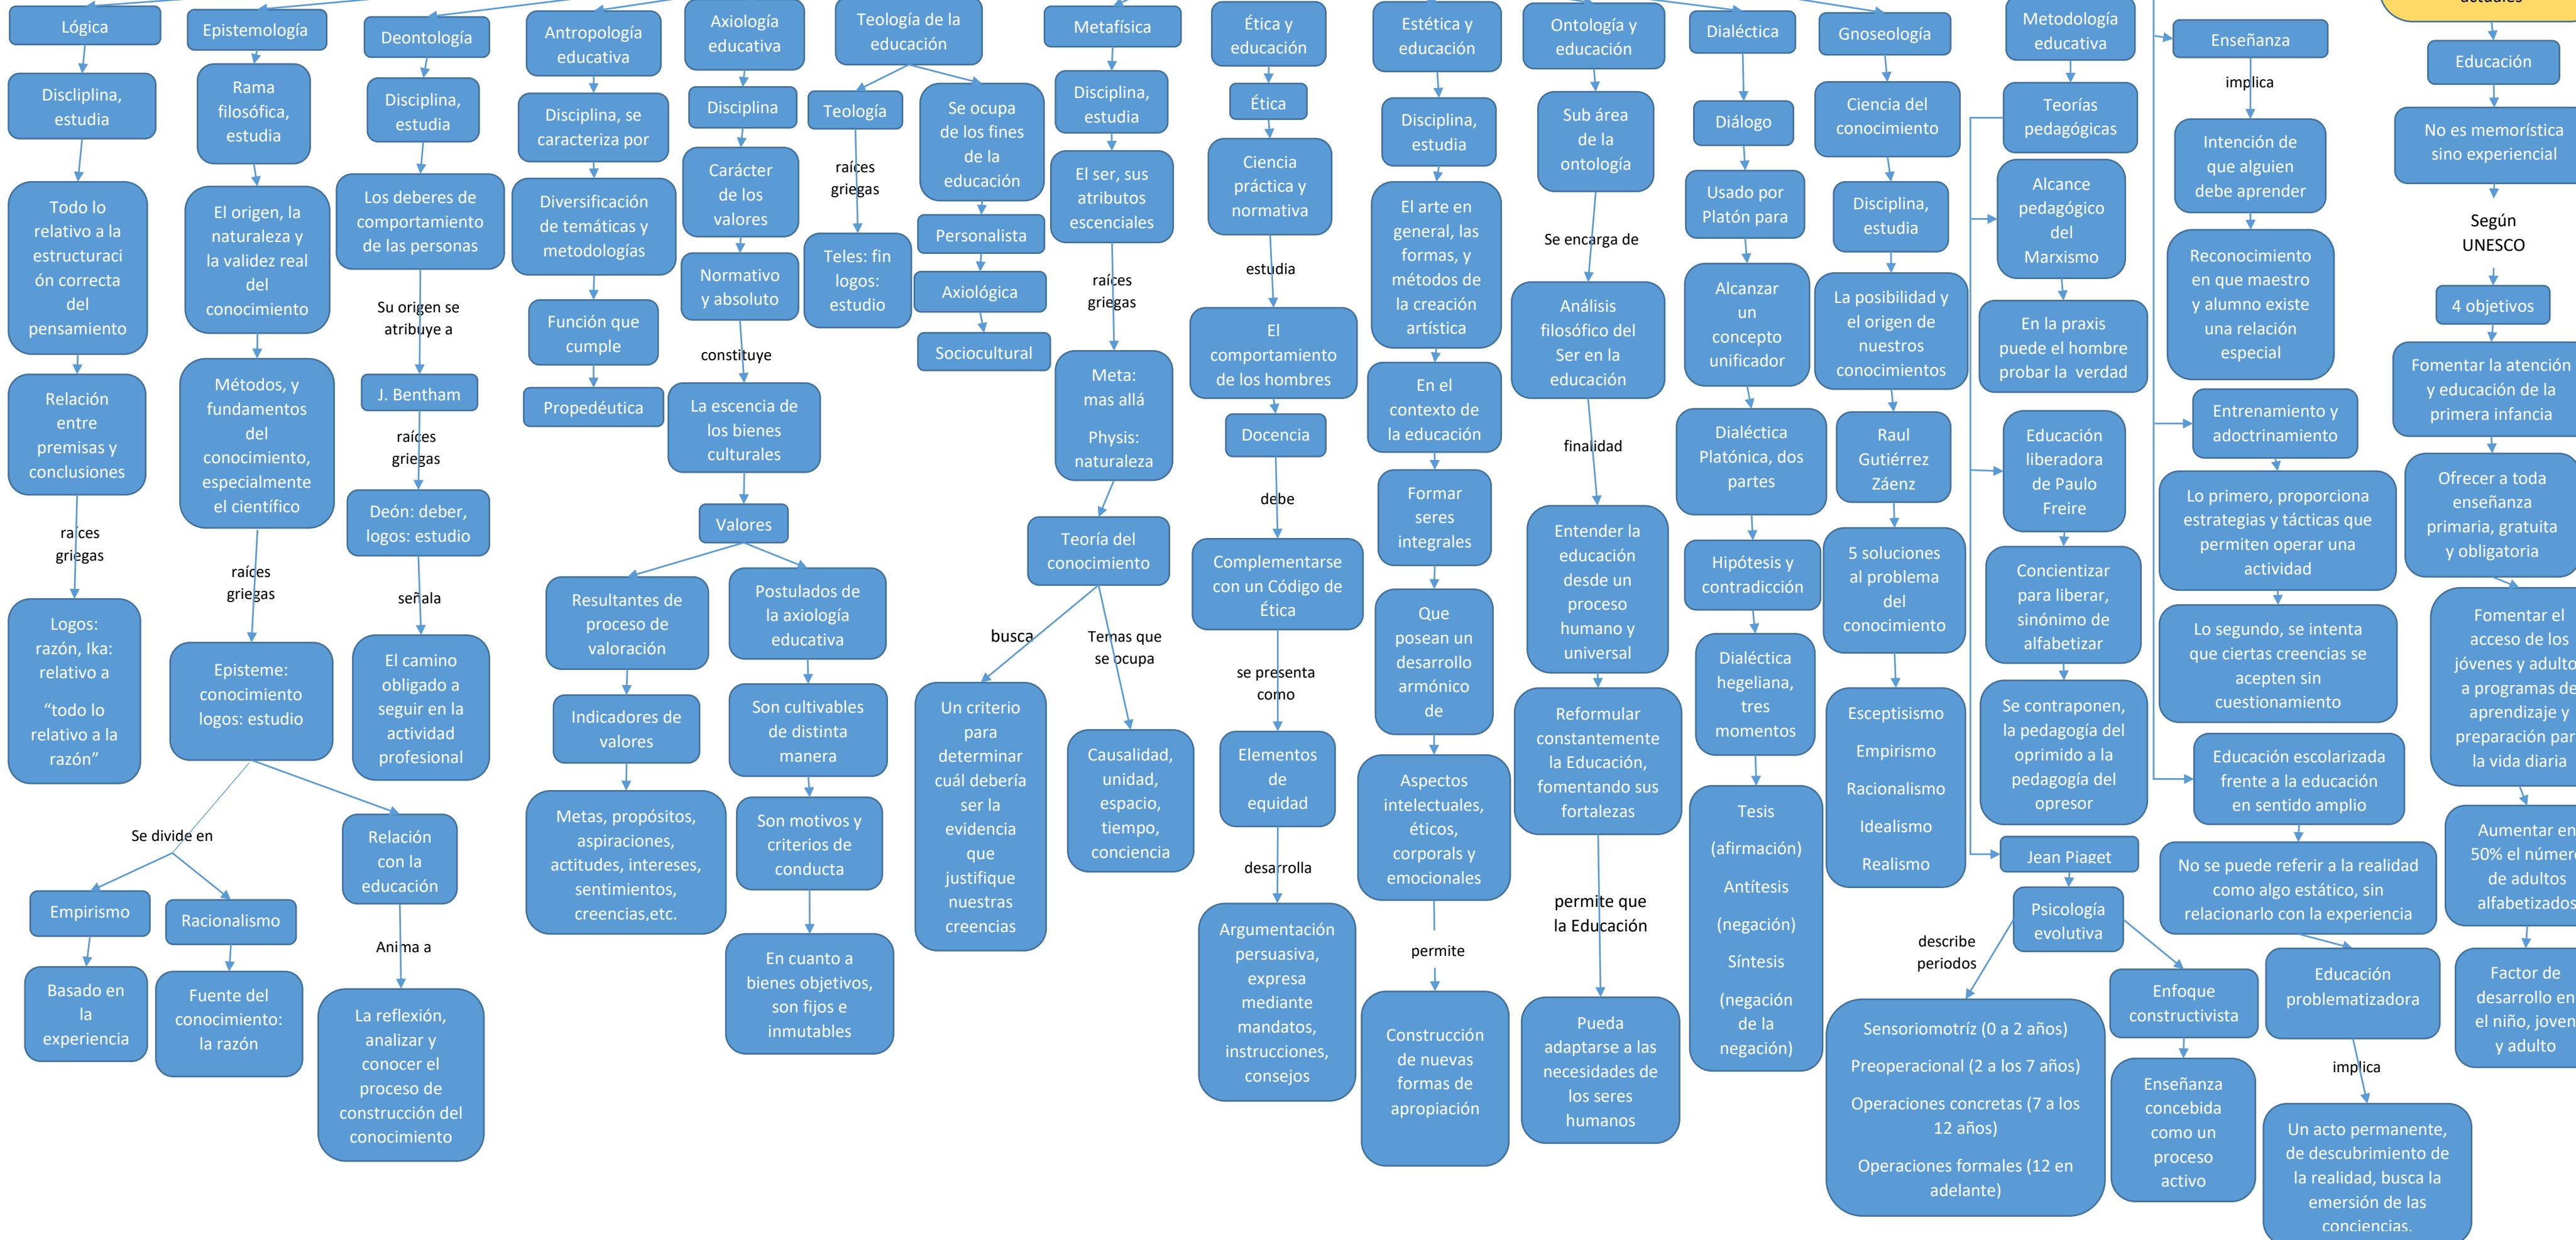 Lógica
Discliplina,
estudia
Todo lo
relativo a la
estructuraci
ón correcta
del
pensamiento
Relación
entre
premisas y
conclusiones
raíces
griegas
Logos:
razón, Ika:
relativo a
“todo lo
relativo a la
razón”
Epistemología
Rama
filosófica,
estudia
El origen, la
naturaleza y
la validez real
del
conocimiento
Métodos, y
fundamentos
del
conocimiento,
especialmente
el científico
raíces
griegas
Episteme:
conocimiento
logos: estudio
Se divide en
Empirismo
Basado en
la
experiencia
Racionalismo
Fuente del
conocimiento:
la razón
Relación
con la
educación
Anima a
La reflexión,
analizar y
conocer el
proceso de
construcción del
conocimiento
Deontología
Disciplina,
estudia
Los deberes de
comportamiento
de las personas
Su origen se
atribuye a
J. Bentham
raíces
griegas
Deón: deber,
logos: estudio
señala
El camino
obligado a
seguir en la
actividad
profesional
Antropología
educativa
Disciplina, se
caracteriza por
Diversificación
de temáticas y
metodologías
Función que
cumple
Propedéutica
Axiología
educativa
Disciplina
Carácter
de los
valores
Normativo
y absoluto
constituye
La escencia de
los bienes
culturales
Valores
Resultantes de
proceso de
valoración
Indicadores de
valores
Metas, propósitos,
aspiraciones,
actitudes, intereses,
sentimientos,
creencias,etc.
Postulados de
la axiología
educativa
Son cultivables
de distinta
manera
Son motivos y
criterios de
conducta
En cuanto a
bienes objetivos,
son fijos e
inmutables
Teología de la
educación
Teología
raíces
griegas
Teles: fin
logos:
estudio
Se ocupa
de los fines
de la
educación
Personalista
Axiológica
Sociocultural
Metafísica
Disciplina,
estudia
El ser, sus
atributos
escenciales
raíces
griegas
Meta:
mas allá
Physis:
naturaleza
Teoría del
conocimiento
busca
Un criterio
para
determinar
cuál debería
ser la
evidencia
que
justifique
nuestras
creencias
Temas que
se ocupa
Causalidad,
unidad,
espacio,
tiempo,
conciencia
Ética y
educación
Ética
Ciencia
práctica y
normativa
estudia
El
comportamiento
de los hombres
Docencia
debe
Complementarse
con un Código de
Ética
se presenta
como
Elementos
de
equidad
desarrolla
Argumentación
persuasiva,
expresa
mediante
mandatos,
instrucciones,
consejos
Estética y
educación
Disciplina,
estudia
El arte en
general, las
formas, y
métodos de
la creación
artística
En el
contexto de
la educación
Formar
seres
integrales
Que
posean un
desarrollo
armónico
de
Aspectos
intelectuales,
éticos,
corporals y
emocionales
permite
Construcción
de nuevas
formas de
apropiación
Ontología y
educación
Sub área
de la
ontología
Se encarga de
Análisis
filosófico del
Ser en la
educación
finalidad
Entender la
educación
desde un
proceso
humano y
universal
Reformular
constantemente
la Educación,
fomentando sus
fortalezas
permite que
la Educación
Pueda
adaptarse a las
necesidades de
los seres
humanos
Dialéctica
Diálogo
Usado por
Platón para
Alcanzar
un
concepto
unificador
Dialéctica
Platónica, dos
partes
Hipótesis y
contradicción
Dialéctica
hegeliana,
tres
momentos
Tesis
(afirmación)
Antítesis
(negación)
Síntesis
(negación
de la
negación)
Gnoseología
Ciencia del
conocimiento
Disciplina,
estudia
La posibilidad y
el origen de
nuestros
conocimientos
Raul
Gutiérrez
Záenz
5 soluciones
al problema
del
conocimiento
Esceptisismo
Empirismo
Racionalismo
Idealismo
Realismo
Metodología
educativa
Teorías
pedagógicas
Alcance
pedagógico
del
Marxismo
En la praxis
puede el hombre
probar la verdad
Educación
liberadora
de Paulo
Freire
Concientizar
para liberar,
sinónimo de
alfabetizar
Se contraponen,
la pedagogía del
oprimido a la
pedagogía del
opresor
Jean Piaget
Psicología
evolutiva
describe
periodos
Sensoriomotríz (0 a 2 años)
Preoperacional (2 a los 7 años)
Operaciones concretas (7 a los
12 años)
Operaciones formales (12 en
adelante)
Enfoque
constructivista
Enseñanza
concebida
como un
proceso
activo
Enseñanza
implica
Intención de
que alguien
debe aprender
Reconocimiento
en que maestro
y alumno existe
una relación
especial
Entrenamiento y
adoctrinamiento
Lo primero, proporciona
estrategias y tácticas que
permiten operar una
actividad
Lo segundo, se intenta
que ciertas creencias se
acepten sin
cuestionamiento
Educación escolarizada
frente a la educación
en sentido amplio
No se puede referir a la realidad
como algo estático, sin
relacionarlo con la experiencia
Educación
problematizadora
implica
Un acto permanente,
de descubrimiento de
la realidad, busca la
emersión de las
conciencias.
Educación
No es memorística
sino experiencial
Según
UNESCO
4 objetivos
Fomentar la atención
y educación de la
primera infancia
Ofrecer a toda
enseñanza
primaria, gratuita
y obligatoria
Fomentar el
acceso de los
jóvenes y adulto
a programas de
aprendizaje y
preparación par
la vida diaria
Aumentar en
50% el númer
de adultos
alfabetizados
Factor de
desarrollo en
el niño, joven
y adulto